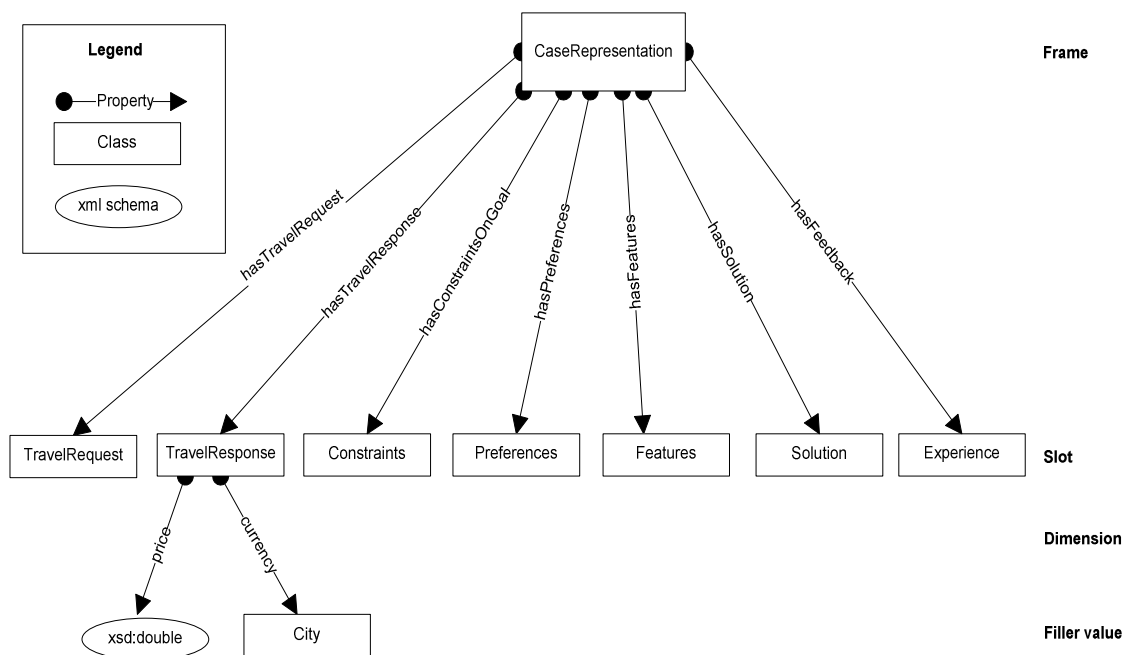 CaseRepresentation
Frame
Legend
Property
Class
xml schema
hasTravelRequest
hasTravelResponse
hasConstraintsOnGoal
hasPreferences
hasFeatures
hasSolution
hasFeedback
TravelRequest
TravelResponse
Constraints
Preferences
Features
Solution
Experience
Slot
price
currency
Dimension
xsd:double
City
Filler value